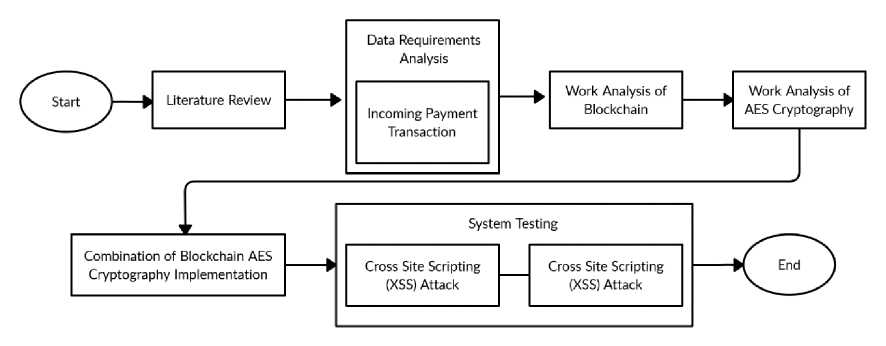 Start
Literature Review
Data Requirements
Analysis
Incoming Payment
Transaction
Work Analysis of
Blockchain
Work Analysis of
AES Cryptography
Combination of Blockchain AES
Cryptography Implementation
System Testing
Cross Site Scripting
(XSS) Attack
Cross Site Scripting
(XSS) Attack
End